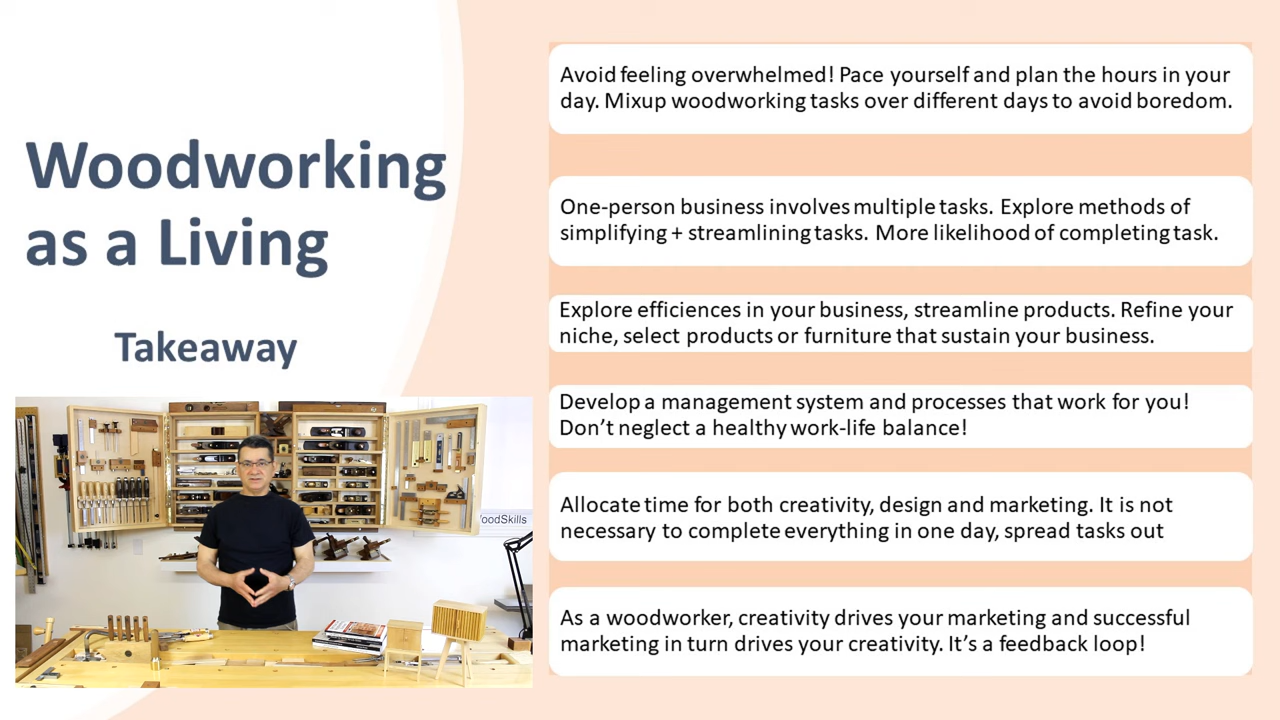 Woodworking
as a Living
Takeaway
Avoid feeling overwhelmed! Pace yourself and plan the hours in your
day. Mixup woodworking tasks over different days to avoid boredom.
One-person business involves multiple tasks. Explore methods of
simplifying + streamlining tasks. More likelihood of completing task.
Explore efficiences in your business, streamline products. Refine your
niche, select products or furniture that sustain your business.
Develop a management system and processes that work for you!
Don’t neglect a healthy work-life balance!
Allocate time for both creativity, design and marketing. It is not
necessary to complete everything in one day, spread tasks out
As a woodworker, creativity drives your marketing and successful
marketing in turn drives your creativity. It’s a feedback loop!
oodSkills